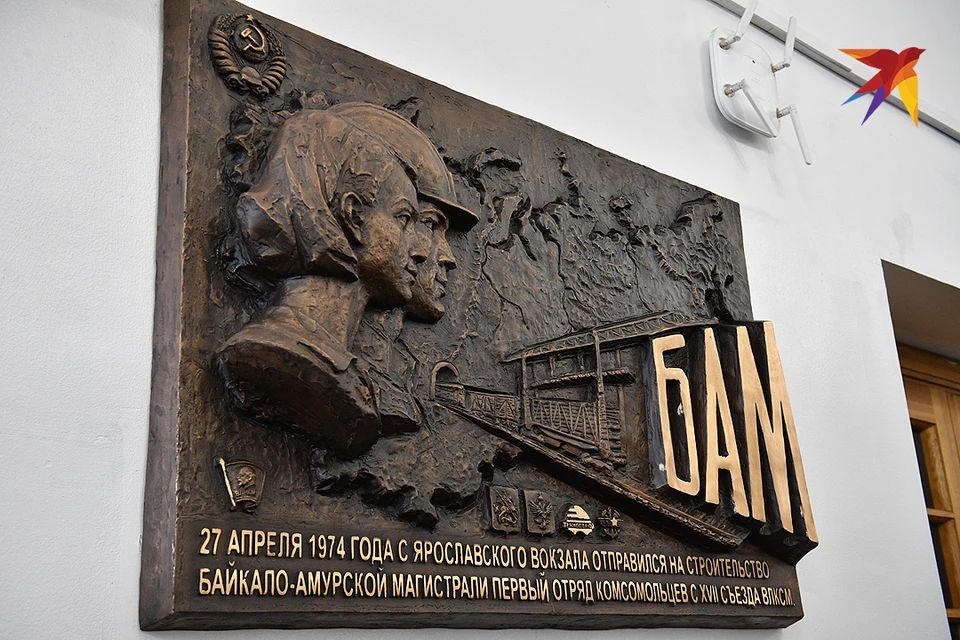 БАМ
27 АПРЕЛЯ 1974 ГОДА С ЯРОСЛАВСКОГО ВОКЗАЛА ОТПРАВИЛСЯ НА СТРОИТЕЛЬСТВО
БАЙКАЛО-АМУРСКОЙ МАГИСТРАЛИ ПЕРВЫЙ ОТРЯД КОМСОМОЛЬЦЕВ С XVII СЪЕЗДА ВЛКСМ.